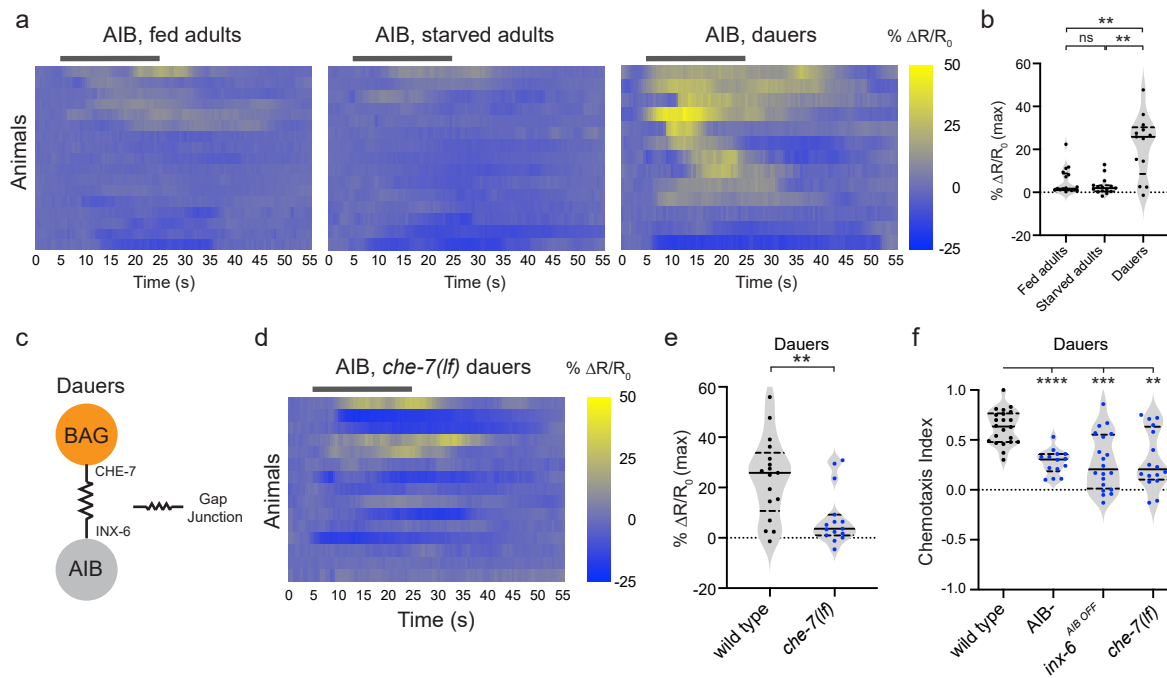 a
AIB, fed adults
AIB, starved adults
AIB, dauers
% ΔR/R0
50
25
0
-25
Animals
0 5 10 15 20 25 30 35 40 45 50 55
Time (s)
0 5 10 15 20 25 30 35 40 45 50 55
Time (s)
0 5 10 15 20 25 30 35 40 45 50 55
Time (s)
b
**
ns **
% ΔR/R0 (max)
60
40
20
0
-20
Fed adults
Starved adults
Dauers
c
Dauers
BAG
CHE-7
INX-6
AIB
Gap
Junction
d
AIB, che-7(lf) dauers
% ΔR/R0
50
25
0
-25
Animals
0 5 10 15 20 25 30 35 40 45 50 55
Time (s)
e
Dauers
**
% ΔR/R0 (max)
60
40
20
0
-20
wild type
che-7(lf)
f
Dauers
**** *** **
Chemotaxis Index
1.0
0.5
0.0
-0.5
-1.0
wild type
AIB-
inx-6 AIB OFF
che-7(lf)